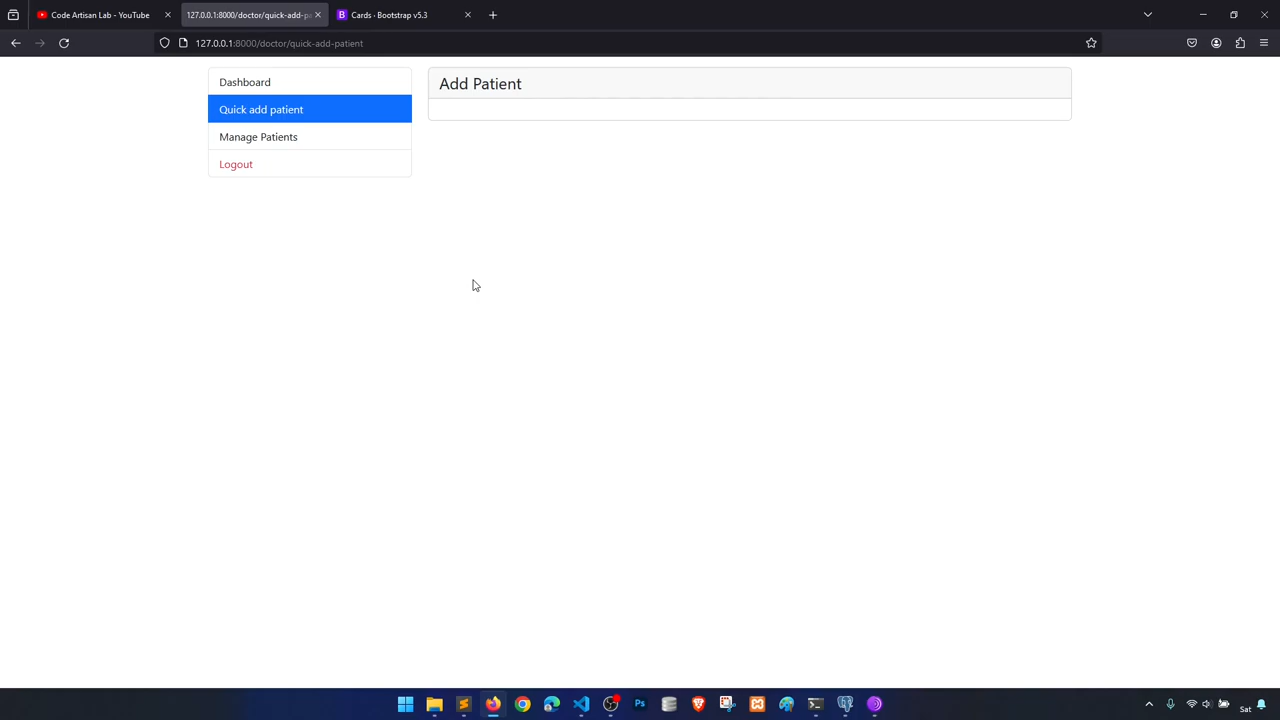 Code Artisan Lab - YouTube
127.0.0.1:8000/doctor/quick-add-pa
Cards · Bootstrap v5.3
127.0.0.1:8000/doctor/quick-add-patient
Dashboard
Quick add patient
Manage Patients
Logout
Add Patient
Sat